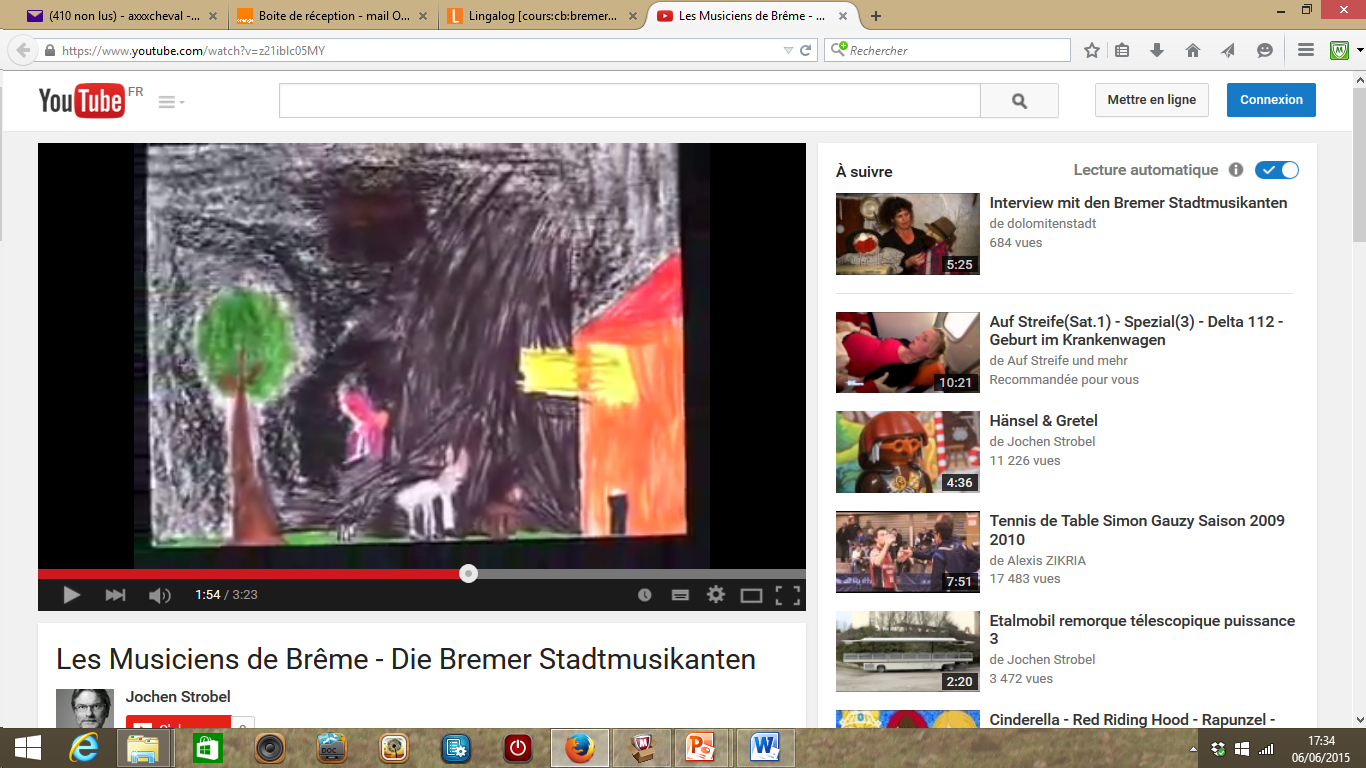 (410 non lus) - axxxcheval -...
Boite de réception - mail O...
Lingalog [cours:cb:bremer...
Les Musiciens de Brême - ...
https://www.youtube.com/watch?v=z21iblc05MY
Rechercher
YouTube FR
Mettre en ligne
Connexion
1:54 / 3:23
Les Musiciens de Brême - Die Bremer Stadtmusikanten
Jochen Strobel
À suivre
Lecture automatique
Interview mit den Bremer Stadtmusikanten
de dolomitenstadt
684 vues
5:25
Auf Streife(Sat.1) - Spezial(3) - Delta 112 -
Geburt im Krankenwagen
de Auf Streife und mehr
Recommandée pour vous
10:21
Hänsel & Gretel
de Jochen Strobel
11 226 vues
4:36
Tennis de Table Simon Gauzy Saison 2009
2010
de Alexis ZIKRIA
17 483 vues
7:51
Etalmobil remorque télescopique puissance
3
de Jochen Strobel
3 472 vues
2:20
Cinderella - Red Riding Hood - Rapunzel -
17:34
06/06/2015